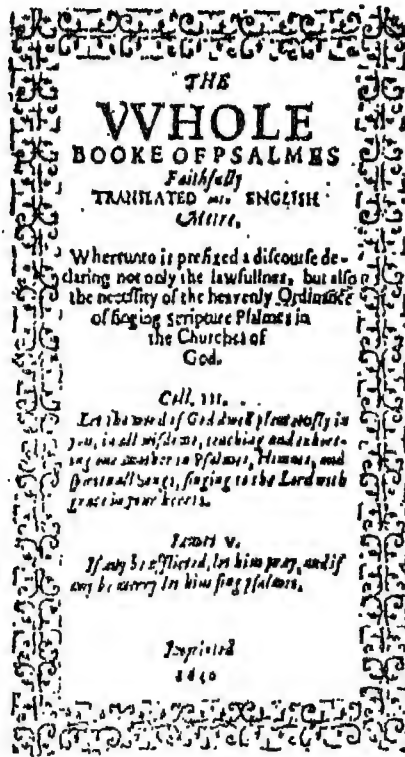 THE
VVHOLE
BOOKE OF PSALMES
Faithfully
TRANSLATED into ENGLISH
Metre.
Whereunto is prefixed a discourse de-
claring not only the lawfullnes, but also
the necessity of the heavenly Ordinance
of singing scripture Psalmes in
the Churches of
God.
Coll. III.
Let the word of God dwell plenteously in
you, in all wisdome, teaching and exhort-
ing one another in Psalmes, Himnes, and
spirituall Songs, singing to the Lord with
grace in your hearts.
Iames v.
If any be afflicted, let him pray, and if
any be merry let him sing psalmes.
Imprinted
1640